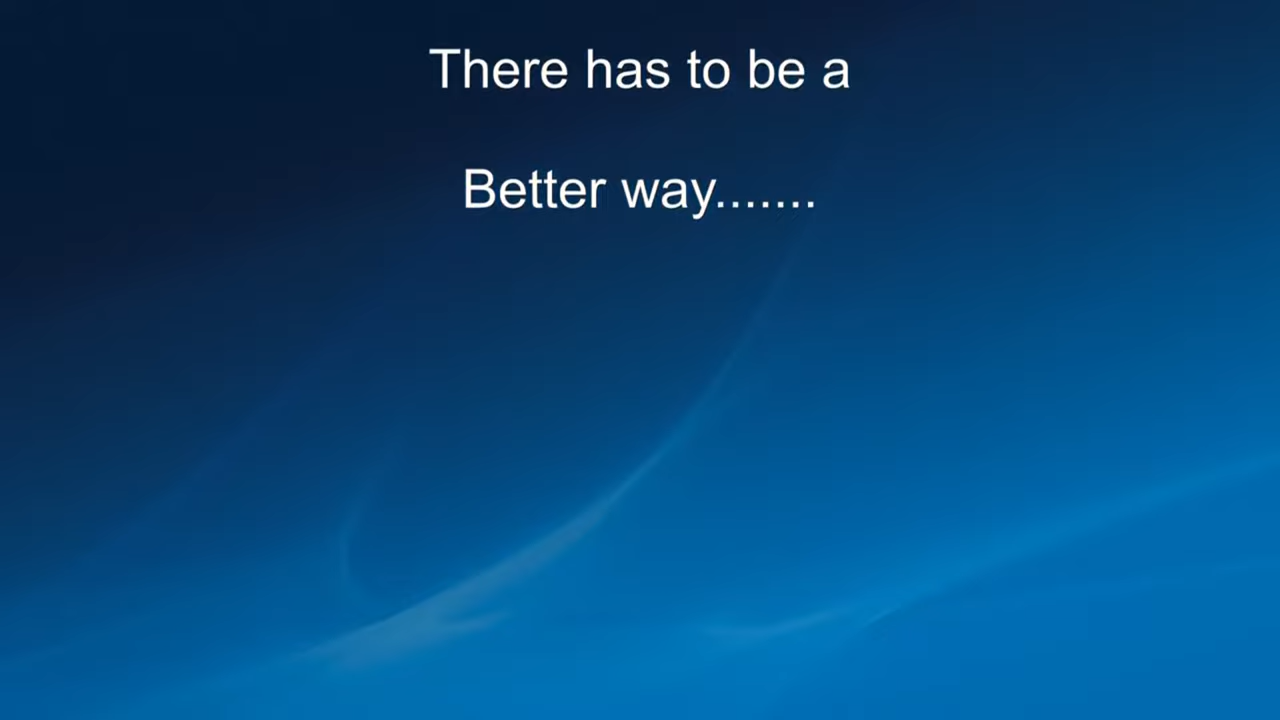 There has to be a
Better way.......